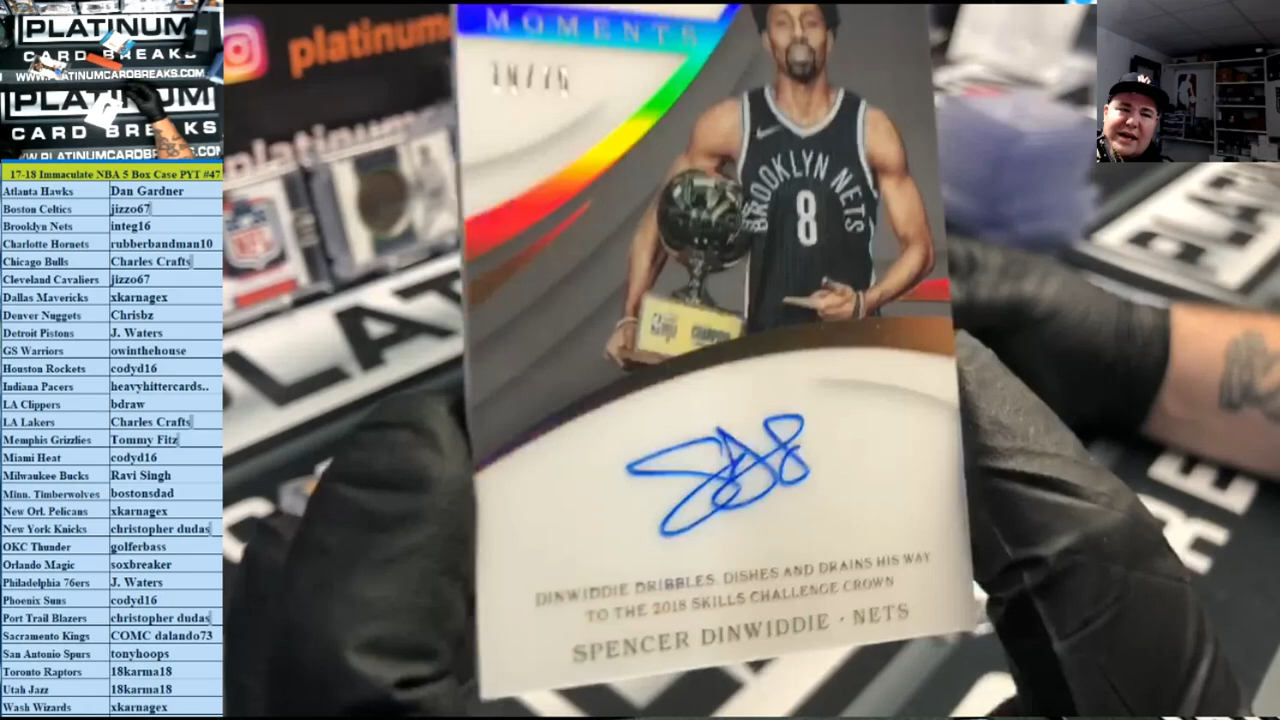 PLATINUM
CARD BREAKS
WWW.PLATINUMCARDBREAKS.COM
PLATINUM
CARD BREAKS
17-18 Immaculate NBA 5 Box Case PYT #47
Atlanta Hawks Dan Gardner
Boston Celtics jizzo67
Brooklyn Nets integ16
Charlotte Hornets rubberbandman10
Chicago Bulls Charles Crafts
Cleveland Cavaliers jizzo67
Dallas Mavericks xkarnagex
Denver Nuggets Chrisbz
Detroit Pistons J. Waters
GS Warriors owinthehouse
Houston Rockets codyd16
Indiana Pacers heavyhittercards..
LA Clippers bdraw
LA Lakers Charles Crafts
Memphis Grizzlies Tommy Fitz
Miami Heat codyd16
Milwaukee Bucks Ravi Singh
Minn. Timberwolves bostonsdad
New Orl. Pelicans xkarnagex
New York Knicks christopher dudas
OKC Thunder golferbass
Orlando Magic soxbreaker
Philadelphia 76ers J. Waters
Phoenix Suns codyd16
Port Trail Blazers christopher dudas
Sacramento Kings COMC dalando73
San Antonio Spurs tonyhoops
Toronto Raptors 18karma18
Utah Jazz 18karma18
Wash Wizards xkarnagex
platinum
platinum
NFL
MOMENTS
BROOKLYN NETS
8
DINWIDDIE DRIBBLES, DISHES AND DRAINS HIS WAY
TO THE 2018 SKILLS CHALLENGE CROWN
SPENCER DINWIDDIE · NETS